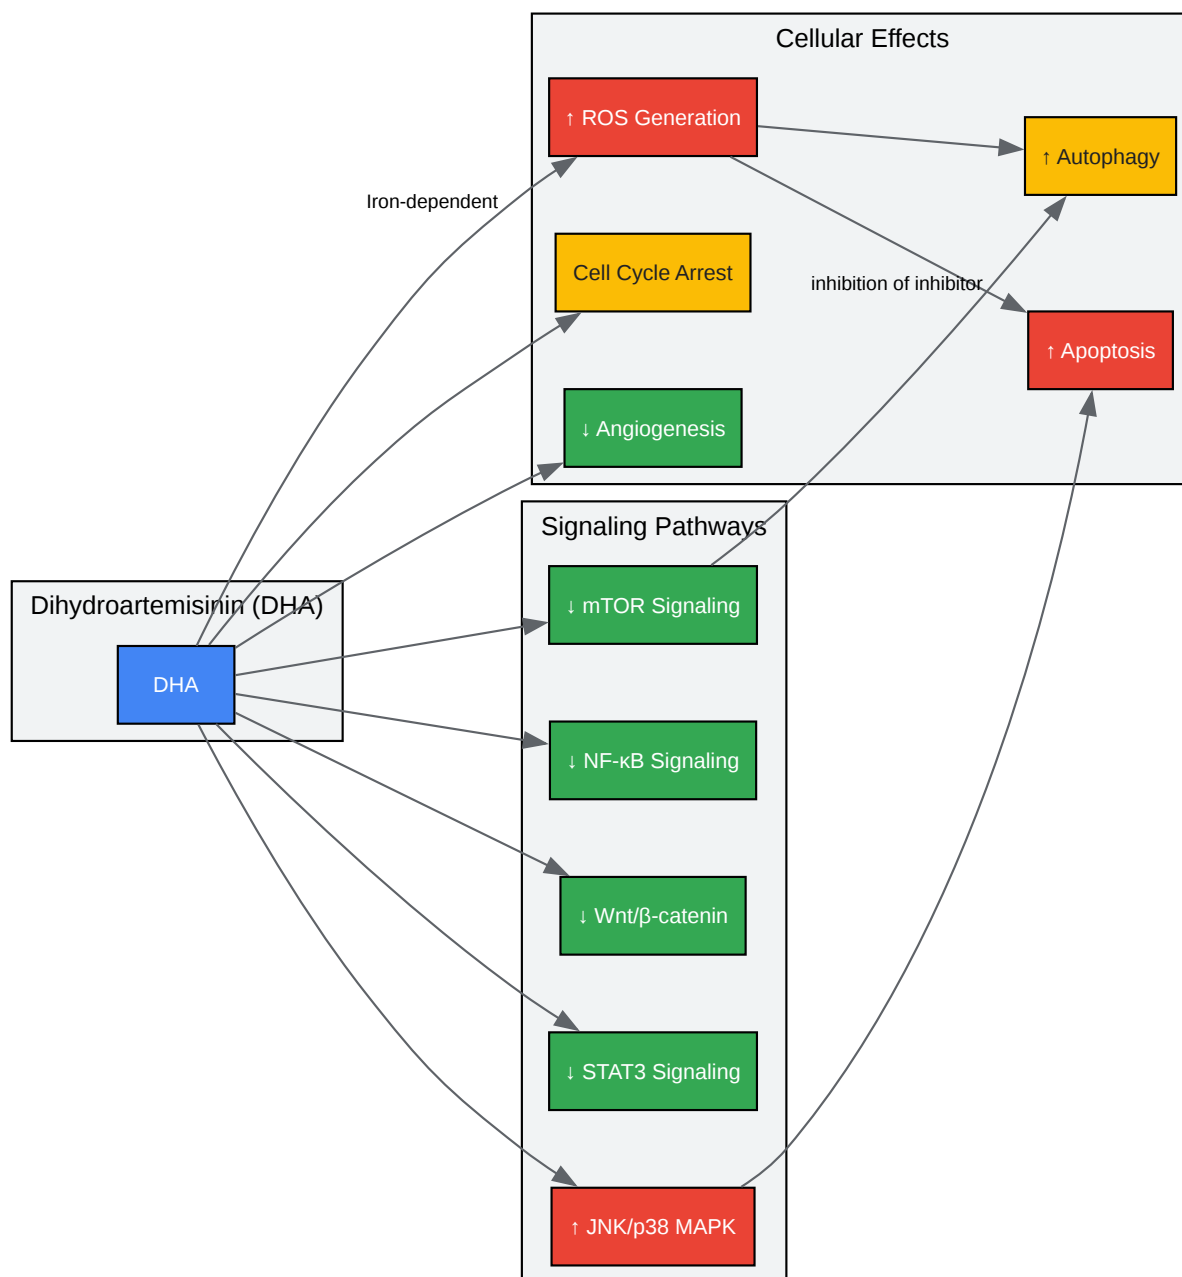 Cellular Effects
↑ ROS Generation
↑ Autophagy
Iron-dependent
Cell Cycle Arrest
inhibition of inhibitor
↑ Apoptosis
↓ Angiogenesis
Signaling Pathways
Dihydroartemisinin (DHA)
↓ mTOR Signaling
DHA
↓ NF-κB Signaling
↓ Wnt/β-catenin
↓ STAT3 Signaling
↑ JNK/p38 MAPK